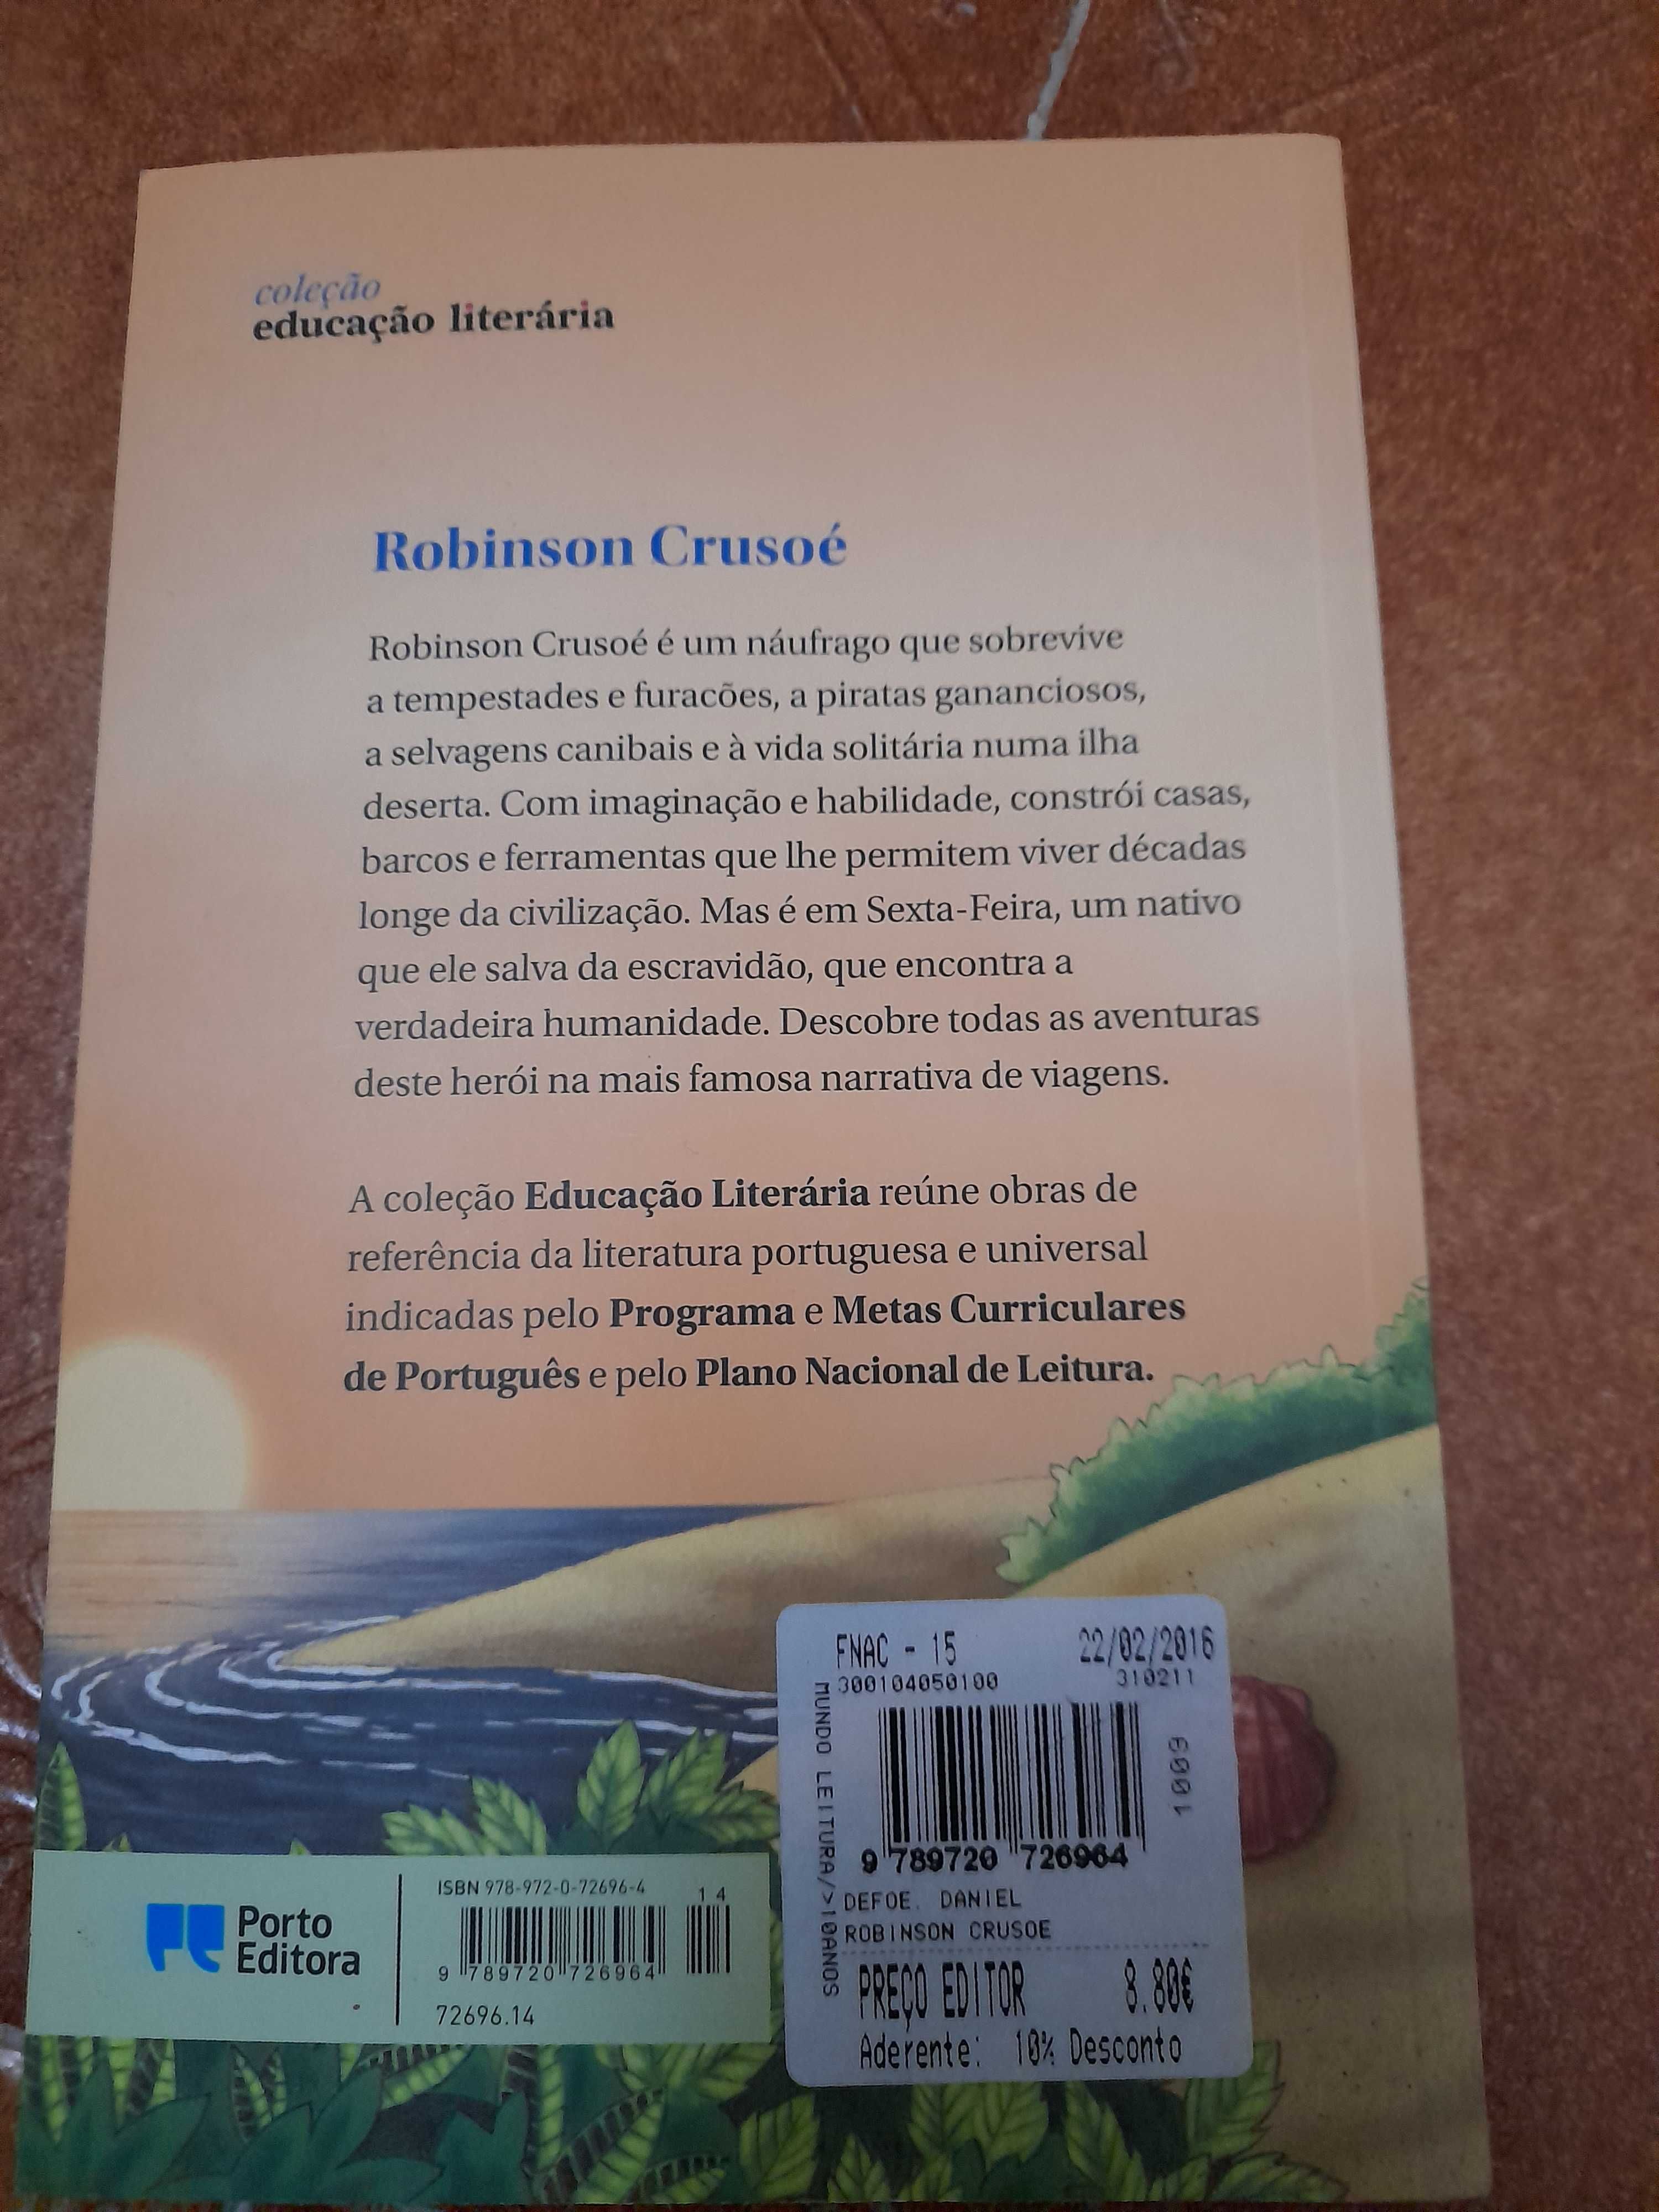 coleção
educação literária
Robinson Crusoé
Robinson Crusoé é um náufrago que sobrevive
a tempestades e furacões, a piratas gananciosos,
a selvagens canibais e à vida solitária numa ilha
deserta. Com imaginação e habilidade, constrói casas,
barcos e ferramentas que lhe permitem viver décadas
longe da civilização. Mas é em Sexta-Feira, um nativo
que ele salva da escravidão, que encontra a
verdadeira humanidade. Descobre todas as aventuras
deste herói na mais famosa narrativa de viagens.
A coleção Educação Literária reúne obras de
referência da literatura portuguesa e universal
indicadas pelo Programa e Metas Curriculares
de Português e pelo Plano Nacional de Leitura.
Porto
Editora
ISBN 978-972-0-72696-4
14
9 789720 726964
72696.14
FNAC - 15 22/02/2016
300104050100 310211
MUNDO LEITURA/>10ANOS
1009
9 789720 726964
DEFOE. DANIEL
ROBINSON CRUSOE
PREÇO EDITOR 8.80€
Aderente: 10% Desconto